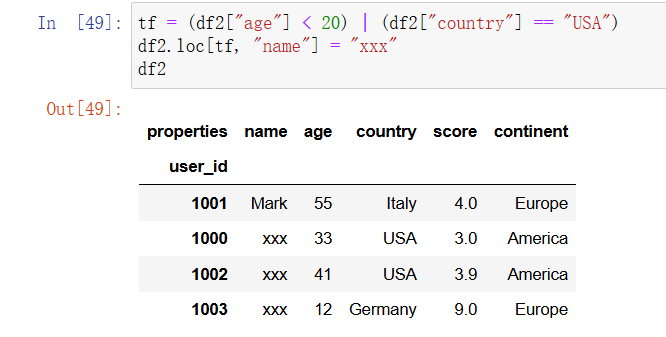 In [49]: tf = (df2["age"] < 20) | (df2["country"] == "USA")
df2.loc[tf, "name"] = "xxx"
df2
Out[49]:
properties name age country score continent
user_id
1001 Mark 55 Italy 4.0 Europe
1000 xxx 33 USA 3.0 America
1002 xxx 41 USA 3.9 America
1003 xxx 12 Germany 9.0 Europe